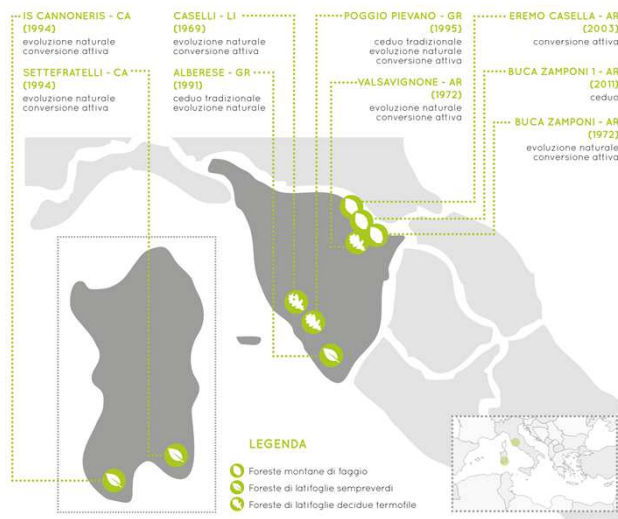 IS CANNONERIS - CA
(1994)
evoluzione naturale
conversione attiva
SETTEFRATELLI - CA
(1994)
evoluzione naturale
conversione attiva
CASELLI - LI
(1969)
evoluzione naturale
conversione attiva
ALBERESE - GR
(1991)
ceduo tradizionale
evoluzione naturale
POGGIO PIEVANO - GR
(1995)
ceduo tradizionale
evoluzione naturale
conversione attiva
VALSAVIGNONE - AR
(1972)
evoluzione naturale
conversione attiva
EREMO CASELLA - AR
(2003)
conversione attiva
BUCA ZAMPONI 1 - AR
(2011)
ceduo
BUCA ZAMPONI - AR
(1972)
evoluzione naturale
conversione attiva
LEGENDA
Foreste montane di faggio
Foreste di latifoglie sempreverdi
Foreste di latifoglie decidue termofile